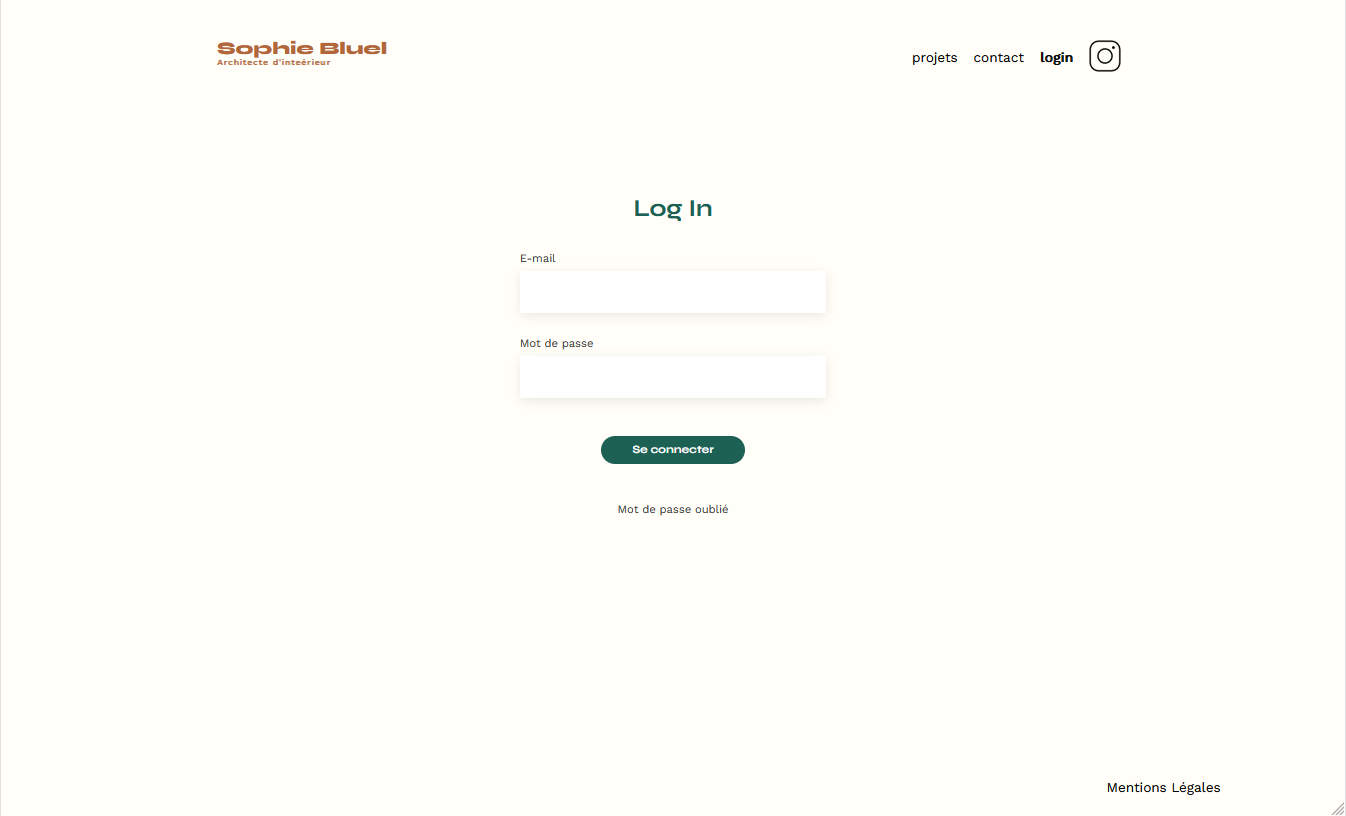 Sophie Bluel
Architecte d'inteérieur
projets contact login
Log In
E-mail
Mot de passe
Se connecter
Mot de passe oublié
Mentions Légales